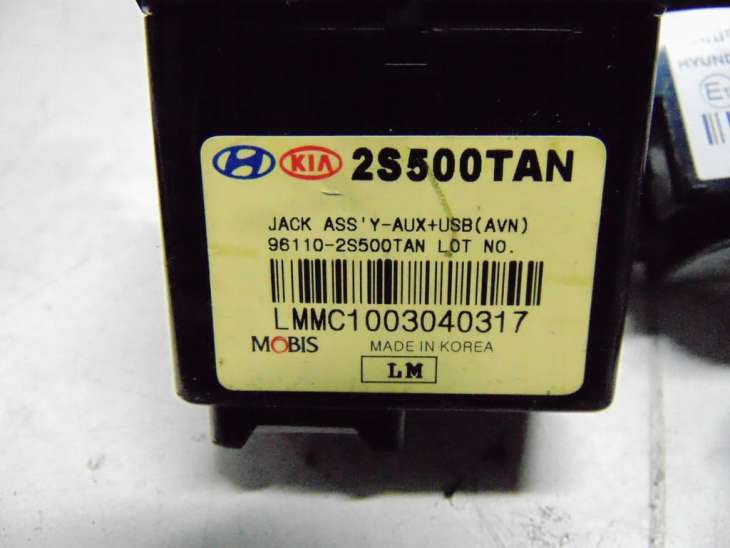 KIA 2S500TAN
JACK ASS'Y-AUX+USB(AVN)
96110-2S500TAN LOT NO.
LMMC1003040317
MOBIS MADE IN KOREA
LM